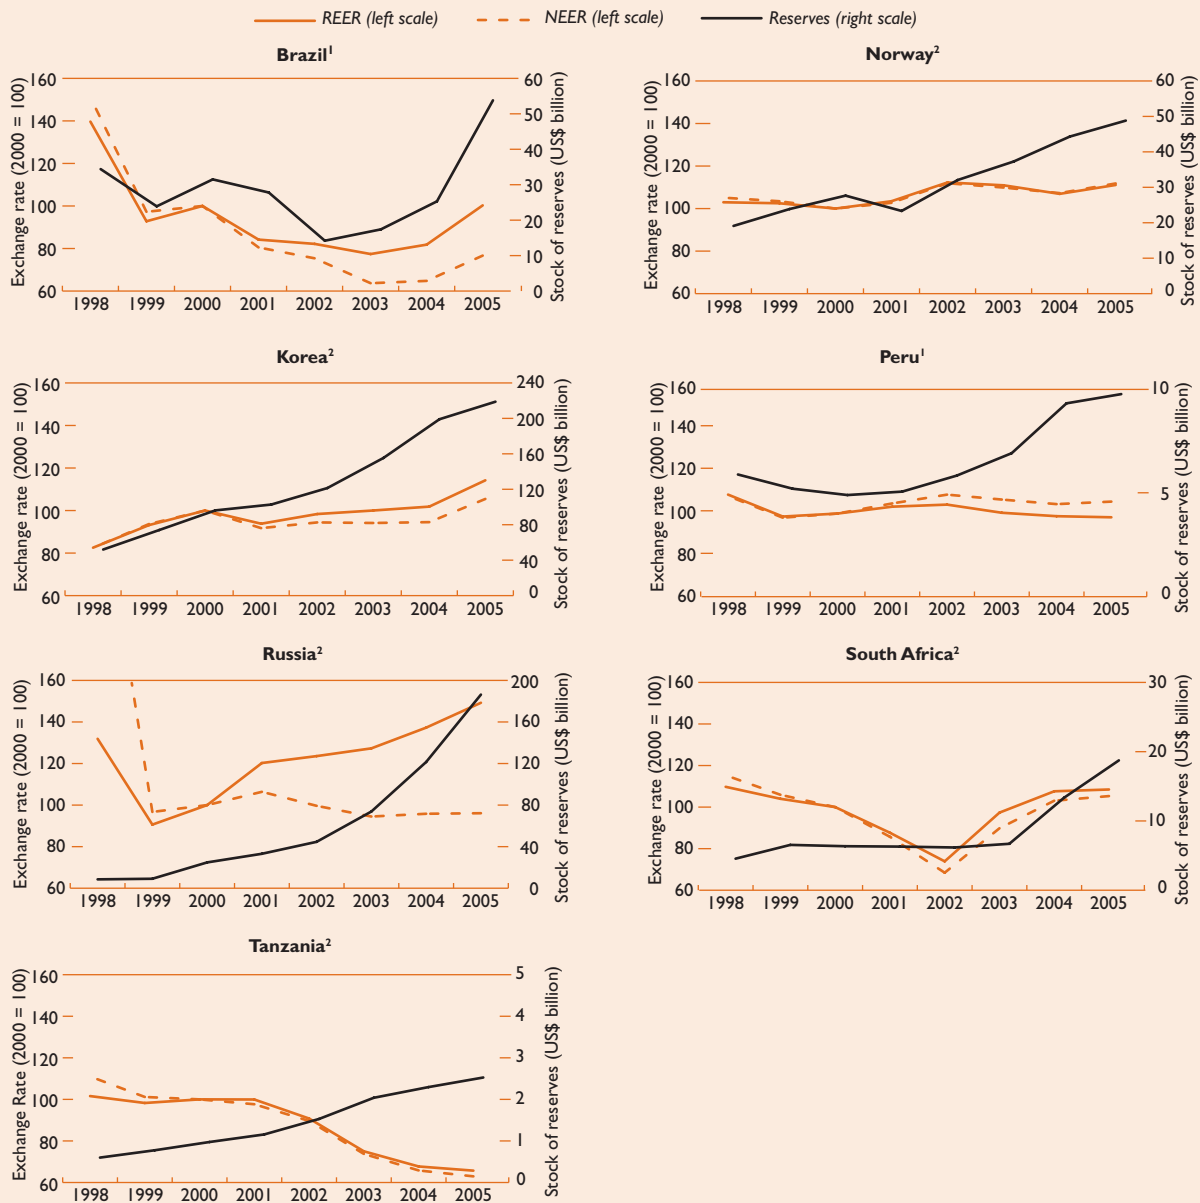 REER (left scale) NEER (left scale) Reserves (right scale)
Brazil¹
Exchange rate (2000 = 100)
160
140
120
100
80
60
60
50
40
30
20
10
0
Stock of reserves (US$ billion)
1998 1999 2000 2001 2002 2003 2004 2005
Norway²
Exchange rate (2000 = 100)
160
140
120
100
80
60
60
50
40
30
20
10
0
Stock of reserves (US$ billion)
1998 1999 2000 2001 2002 2003 2004 2005
Korea²
Exchange rate (2000 = 100)
160
140
120
100
80
60
240
200
160
120
80
40
0
Stock of reserves (US$ billion)
1998 1999 2000 2001 2002 2003 2004 2005
Peru¹
Exchange rate (2000 = 100)
160
140
120
100
80
60
10
5
0
Stock of reserves (US$ billion)
1998 1999 2000 2001 2002 2003 2004 2005
Russia²
Exchange rate (2000 = 100)
160
140
120
100
80
60
200
160
120
80
40
0
Stock of reserves (US$ billion)
1998 1999 2000 2001 2002 2003 2004 2005
South Africa²
Exchange rate (2000 = 100)
160
140
120
100
80
60
30
20
10
0
Stock of reserves (US$ billion)
1998 1999 2000 2001 2002 2003 2004 2005
Tanzania²
Exchange Rate (2000 = 100)
160
140
120
100
80
60
5
4
3
2
1
0
Stock of reserves (US$ billion)
1998 1999 2000 2001 2002 2003 2004 2005